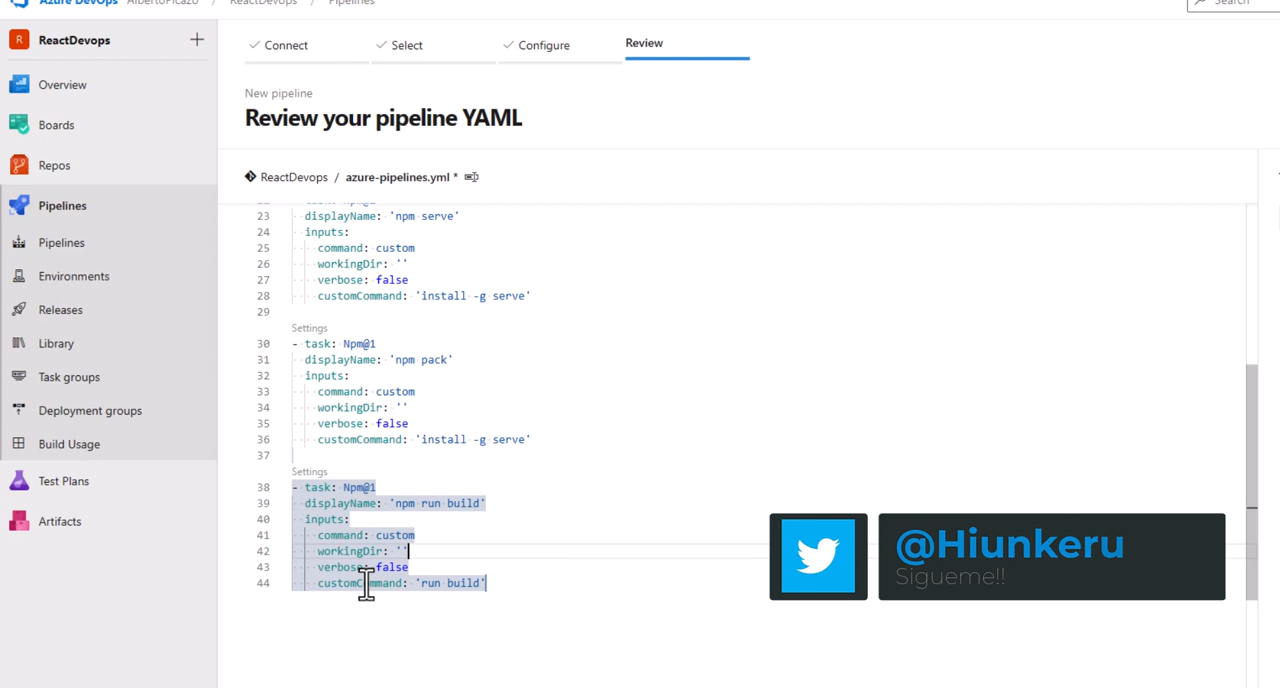 Azure DevOps AlbertoPicazo / ReactDevops / Pipelines
Search
R ReactDevops
Connect
Select
Configure
Review
Overview
Boards
Repos
Pipelines
Pipelines
Environments
Releases
Library
Task groups
Deployment groups
Build Usage
Test Plans
Artifacts
New pipeline
Review your pipeline YAML
ReactDevops / azure-pipelines.yml *
23 displayName: 'npm serve'
24 inputs:
25 command: custom
26 workingDir: ''
27 verbose: false
28 customCommand: 'install -g serve'
29
Settings
30 - task: Npm@1
31 displayName: 'npm pack'
32 inputs:
33 command: custom
34 workingDir: ''
35 verbose: false
36 customCommand: 'install -g serve'
37
Settings
38 - task: Npm@1
39 displayName: 'npm run build'
40 inputs:
41 command: custom
42 workingDir: ''
43 verbose: false
44 customCommand: 'run build'
@Hiunkeru
Sigueme!!